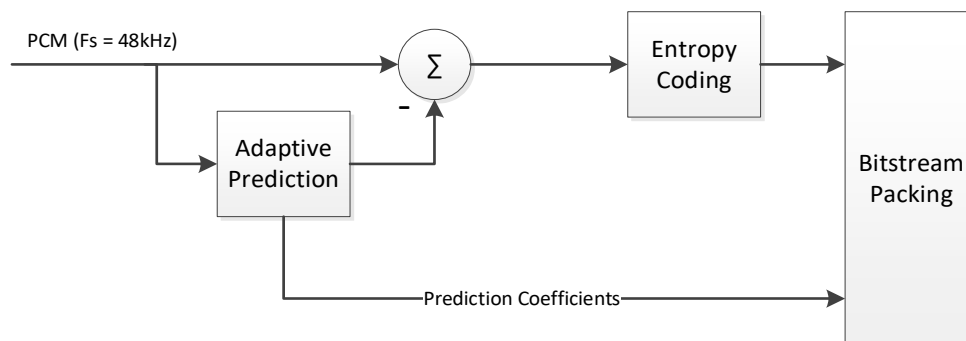 PCM (Fs = 48kHz)
Σ
-
Entropy
Coding
Adaptive
Prediction
Bitstream
Packing
Prediction Coefficients